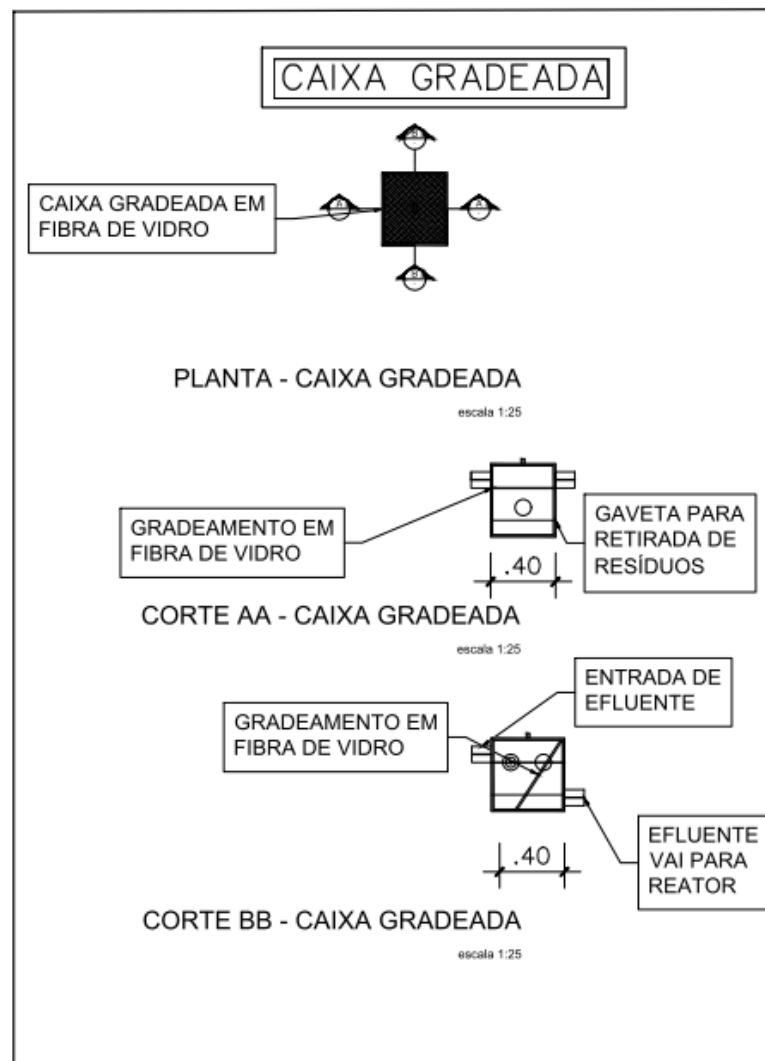 CAIXA GRADEADA
B
CAIXA GRADEADA EM
FIBRA DE VIDRO
A
A
B
PLANTA - CAIXA GRADEADA
escala 1:25
GRADEAMENTO EM
FIBRA DE VIDRO
GAVETA PARA
RETIRADA DE
RESÍDUOS
.40
CORTE AA - CAIXA GRADEADA
escala 1:25
ENTRADA DE
EFLUENTE
GRADEAMENTO EM
FIBRA DE VIDRO
.40
EFLUENTE
VAI PARA
REATOR
CORTE BB - CAIXA GRADEADA
escala 1:25